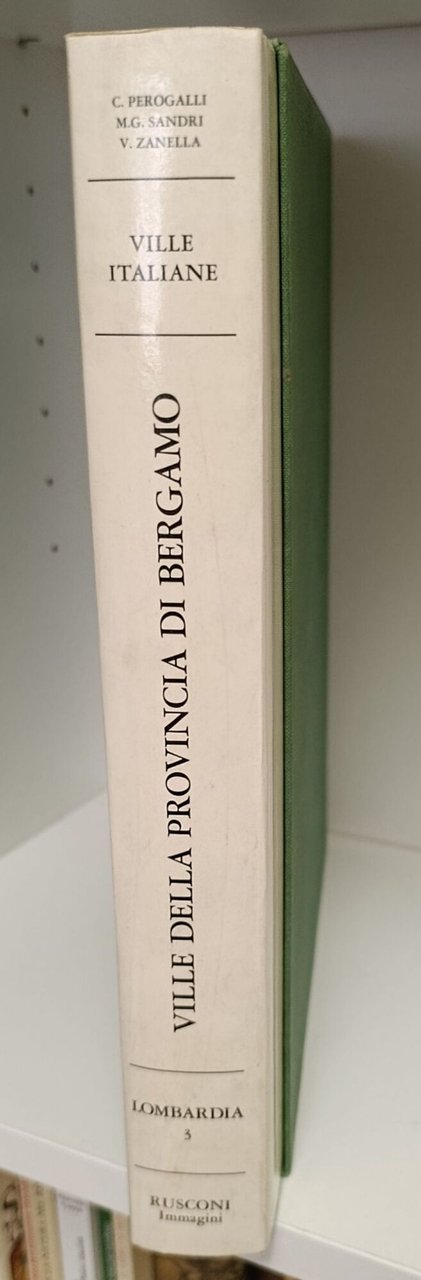 C. PEROGALLI
M.G. SANDRI
V. ZANELLA
VILLE
ITALIANE
VILLE DELLA PROVINCIA DI BERGAMO
LOMBARDIA
3
RUSCONI
Immagini